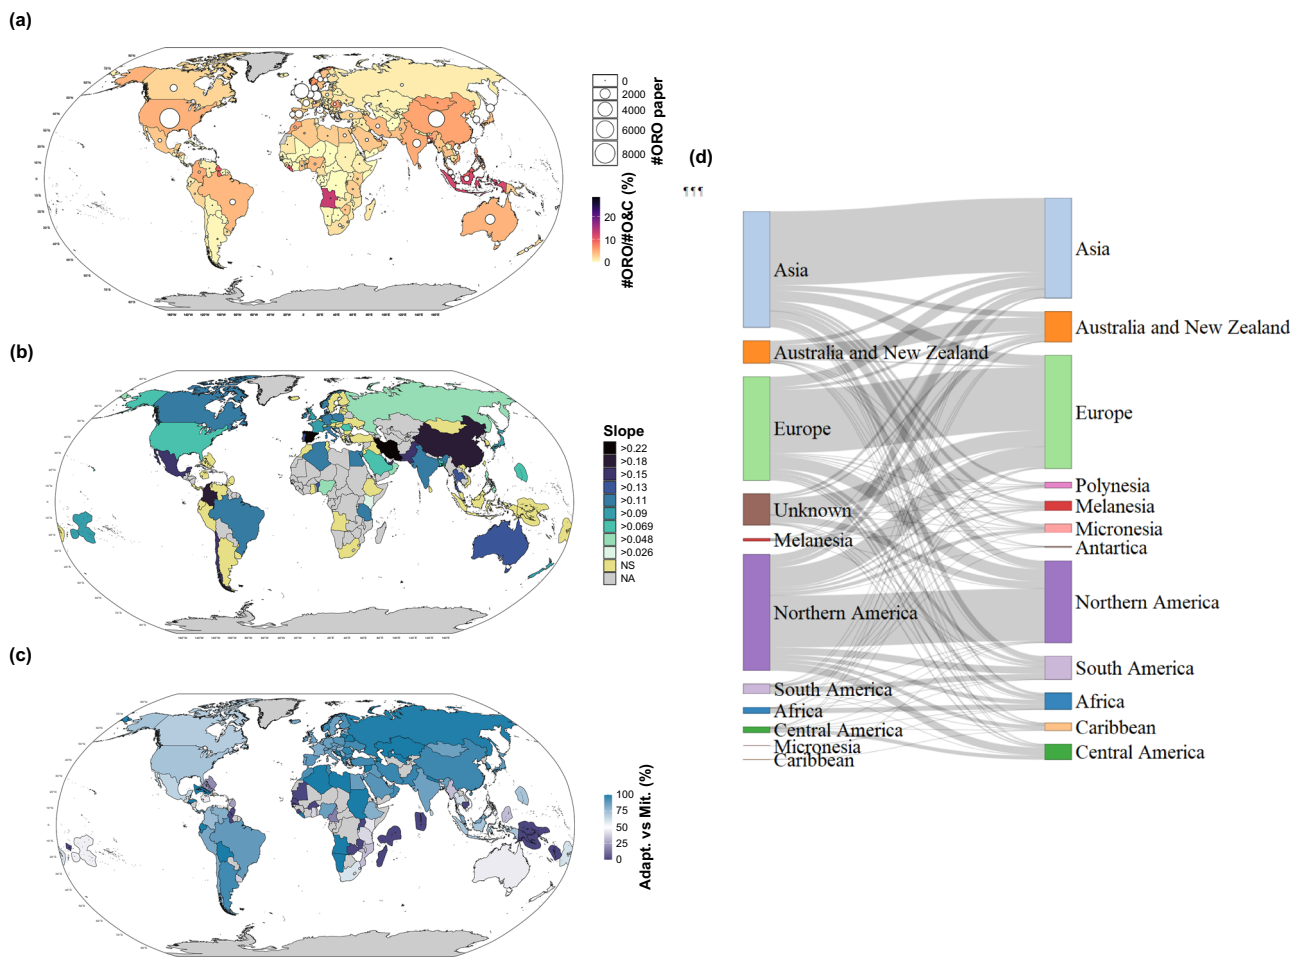 (a)
0
2000
4000
6000
8000
#ORO paper
20
10
0
#ORO/#O&C (%)
(b)
Slope
>0.22
>0.18
>0.15
>0.13
>0.11
>0.09
>0.069
>0.048
>0.026
NS
NA
(c)
100
75
50
25
0
Adapt. vs Mit. (%)
(d)
¶¶¶
Asia
Australia and New Zealand
Europe
Unknown
Melanesia
Northern America
South America
Africa
Central America
Micronesia
Caribbean
Asia
Australia and New Zealand
Europe
Polynesia
Melanesia
Micronesia
Antartica
Northern America
South America
Africa
Caribbean
Central America